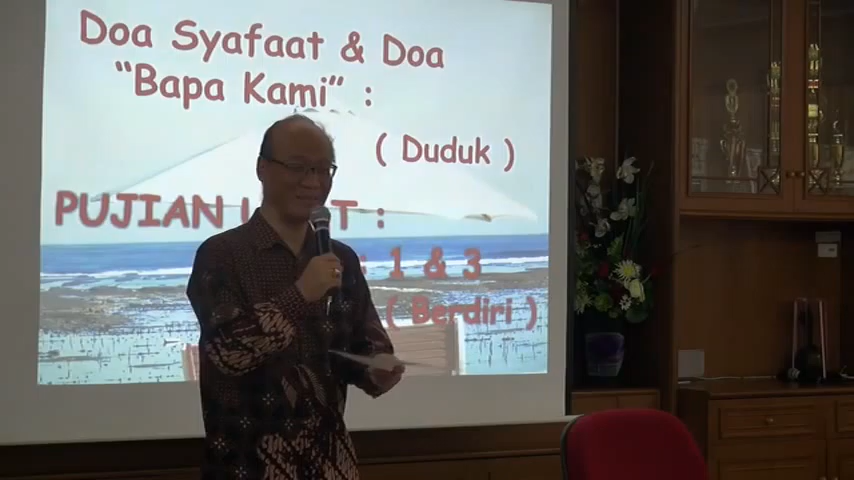 Doa Syafaat & Doa
"Bapa Kami" :
( Duduk )
PUJIAN :
: 1 & 3
( Berdiri )